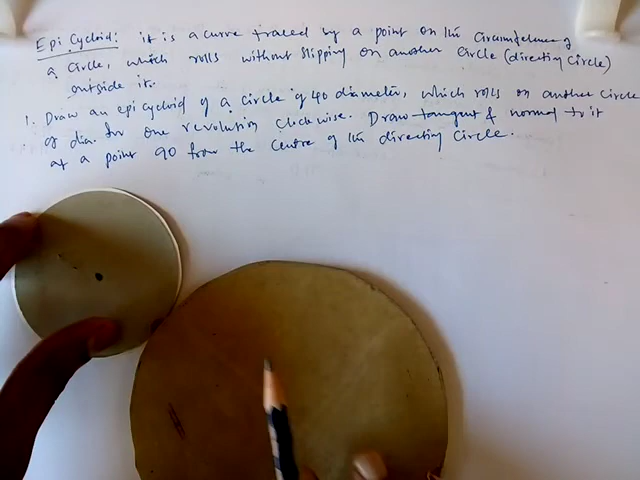 Epi Cycloid: it is a curve traced by a point on the circumference of
a circle, which rolls without slipping on another circle (directing circle)
outside it.
1. Draw an epi cycloid of a circle of 40 diameter, which rolls on another circle
of dia. for one revolution clockwise. Draw tangent & normal to it
at a point 90 from the centre of the directing circle.